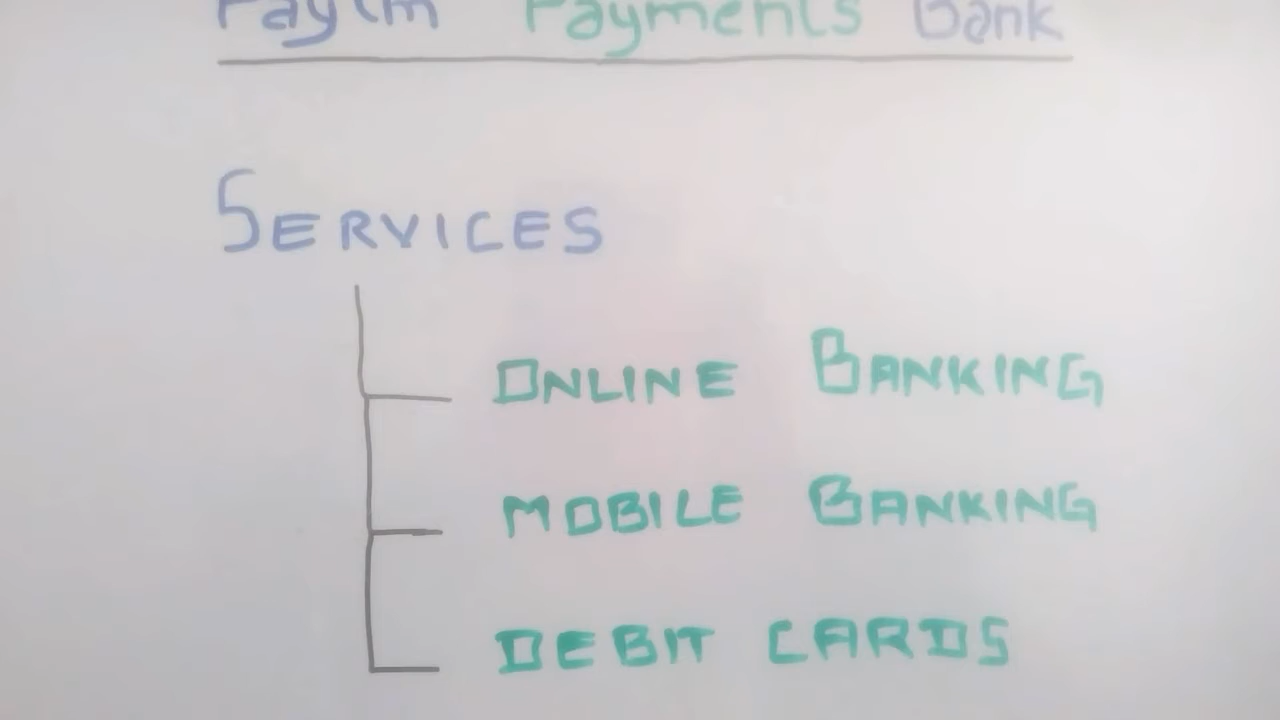 Paytm Payments Bank
SERVICES
ONLINE BANKING
MOBILE BANKING
DEBIT CARDS